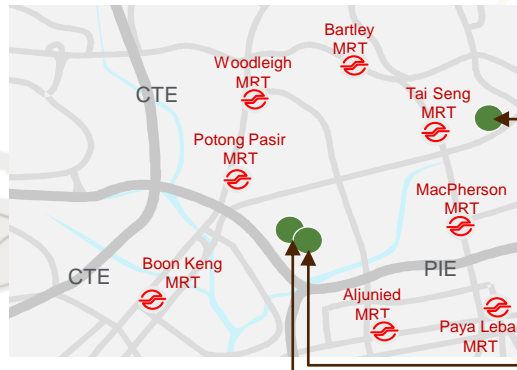 Bartley
MRT
Woodleigh
MRT
CTE
Tai Seng
MRT
Potong Pasir
MRT
MacPherson
MRT
CTE
Boon Keng
MRT
PIE
Aljunied
MRT
Paya Leba
MRT